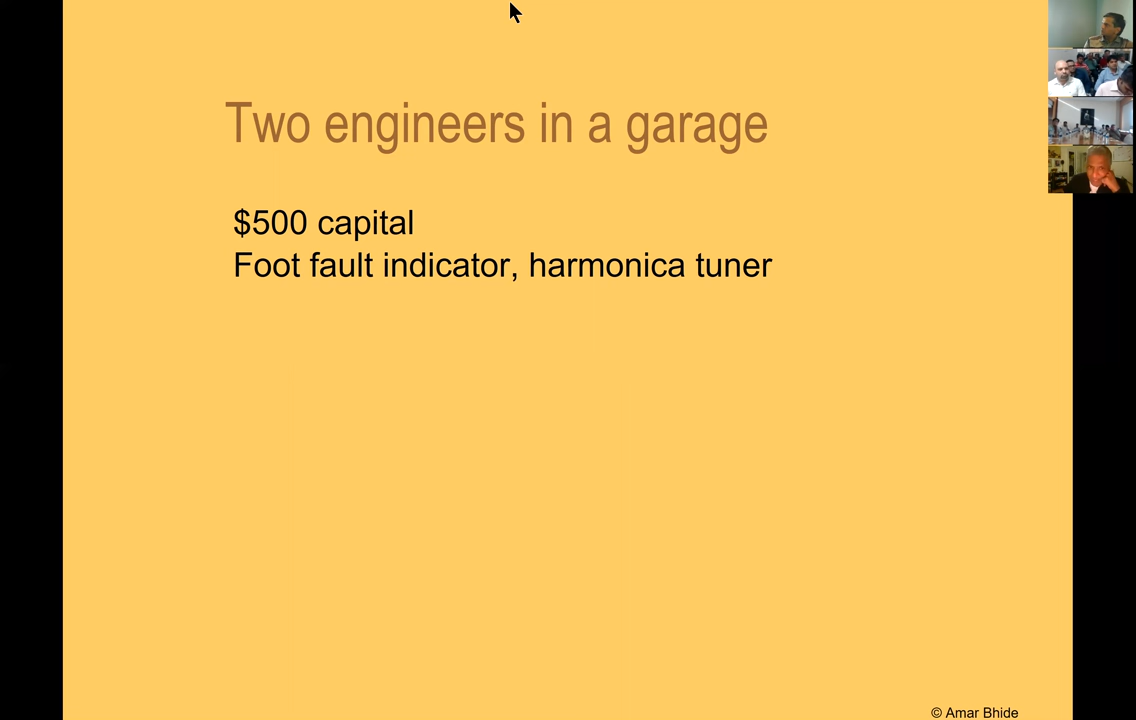 Two engineers in a garage
$500 capital
Foot fault indicator, harmonica tuner
© Amar Bhide